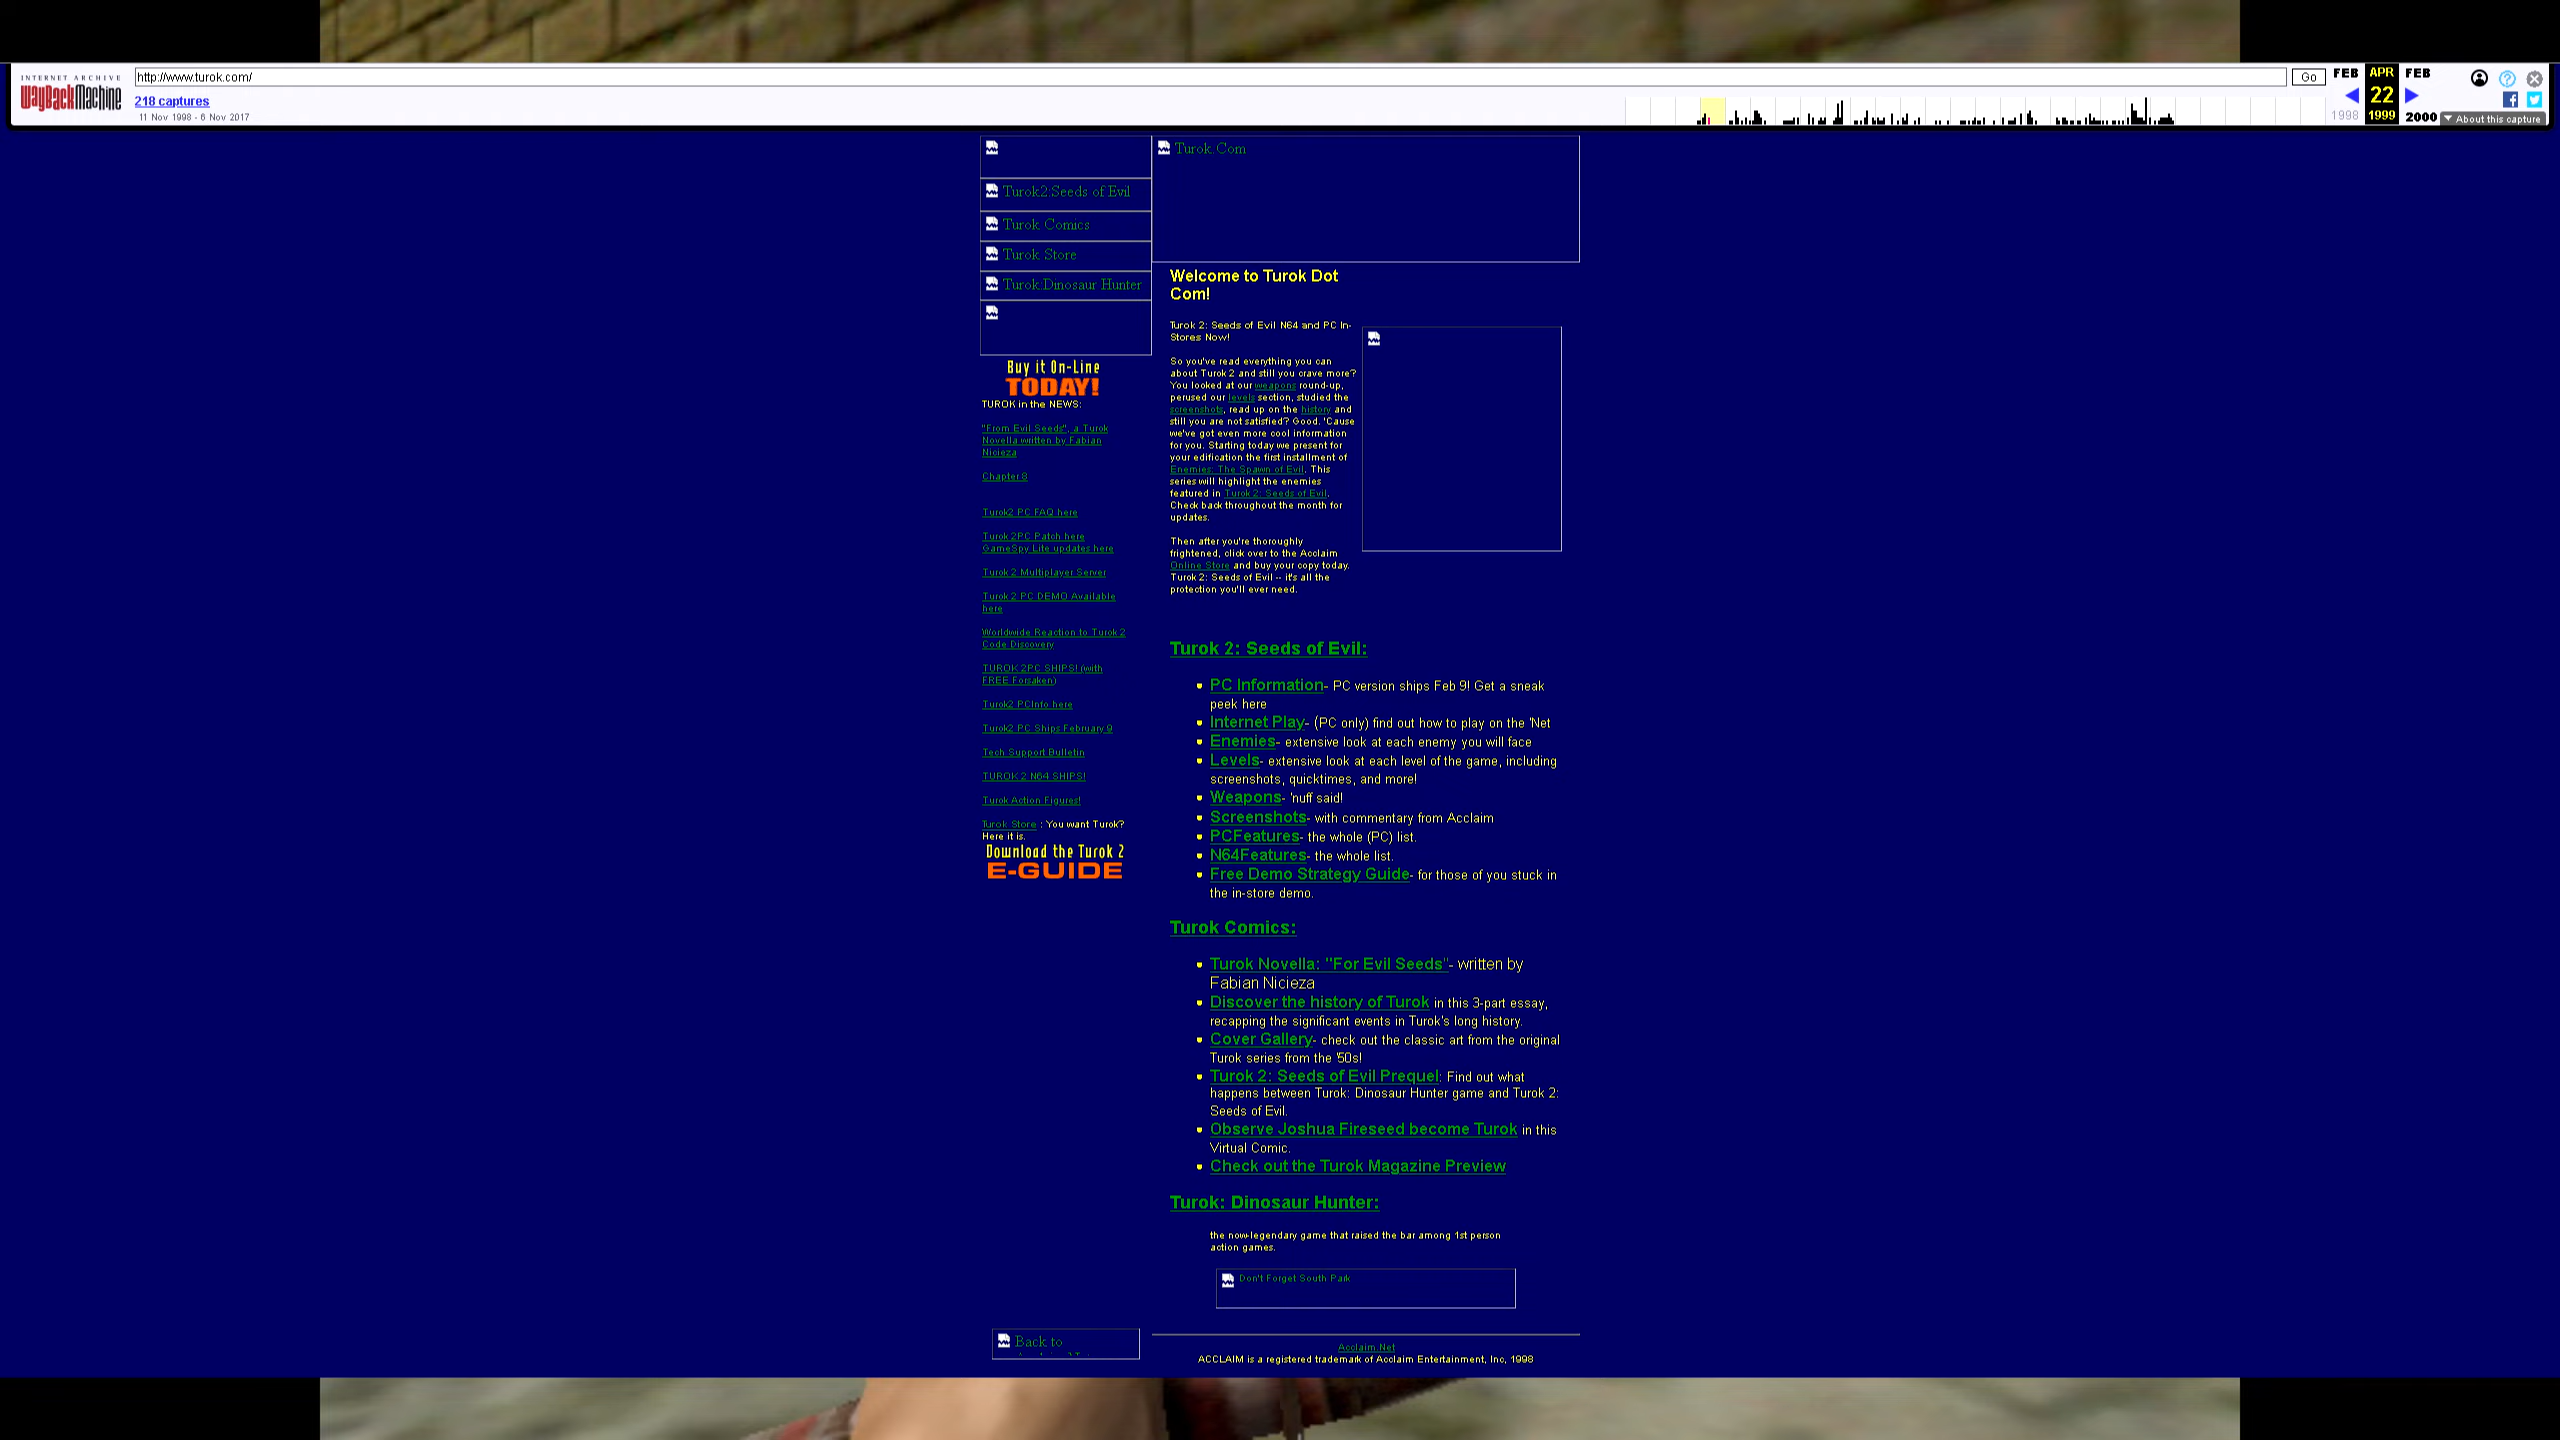 INTERNET ARCHIVE
WayBackMachine
http://www.turok.com/
Go
218 captures
11 Nov 1998 - 6 Nov 2017
FEB APR FEB
22
1998 1999 2000
About this capture
Turok2:Seeds of Evil
Turok Comics
Turok Store
Turok:Dinosaur Hunter
Buy it On-Line
TODAY!
TUROK in the NEWS:
"From Evil Seeds", a Turok
Novella written by Fabian
Nicieza
Chapter 8
Turok2 PC FAQ here
Turok 2PC Patch here
GameSpy Lite updates here
Turok 2 Multiplayer Server
Turok 2 PC DEMO Available
here
Worldwide Reaction to Turok 2
Code Discovery
TUROK 2PC SHIPS! (with
FREE Forsaken)
Turok2 PCInfo here
Turok2 PC Ships February 9
Tech Support Bulletin
TUROK 2 N64 SHIPS!
Turok Action Figures!
Turok Store : You want Turok?
Here it is.
Download the Turok 2
E-GUIDE
Turok.Com
Welcome to Turok Dot
Com!
Turok 2: Seeds of Evil N64 and PC In-
Stores Now!
So you've read everything you can
about Turok 2 and still you crave more?
You looked at our weapons round-up,
perused our levels section, studied the
screenshots, read up on the history and
still you are not satisfied? Good. 'Cause
we've got even more cool information
for you. Starting today we present for
your edification the first installment of
Enemies: The Spawn of Evil. This
series will highlight the enemies
featured in Turok 2: Seeds of Evil.
Check back throughout the month for
updates.
Then after you're thoroughly
frightened, click over to the Acclaim
Online Store and buy your copy today.
Turok 2: Seeds of Evil -- it's all the
protection you'll ever need.
Turok 2: Seeds of Evil:
PC Information- PC version ships Feb 9! Get a sneak
peek here
Internet Play- (PC only) find out how to play on the 'Net
Enemies- extensive look at each enemy you will face
Levels- extensive look at each level of the game, including
screenshots, quicktimes, and more!
Weapons- 'nuff said!
Screenshots- with commentary from Acclaim
PCFeatures- the whole (PC) list.
N64Features- the whole list.
Free Demo Strategy Guide- for those of you stuck in
the in-store demo.
Turok Comics:
Turok Novella: "For Evil Seeds"- written by
Fabian Nicieza
Discover the history of Turok in this 3-part essay,
recapping the significant events in Turok's long history.
Cover Gallery- check out the classic art from the original
Turok series from the '50s!
Turok 2: Seeds of Evil Prequel: Find out what
happens between Turok: Dinosaur Hunter game and Turok 2:
Seeds of Evil.
Observe Joshua Fireseed become Turok in this
Virtual Comic.
Check out the Turok Magazine Preview
Turok: Dinosaur Hunter:
the now-legendary game that raised the bar among 1st person
action games.
Don't Forget South Park
Back to
Acclaim.Net
ACCLAIM is a registered trademark of Acclaim Entertainment, Inc, 1998